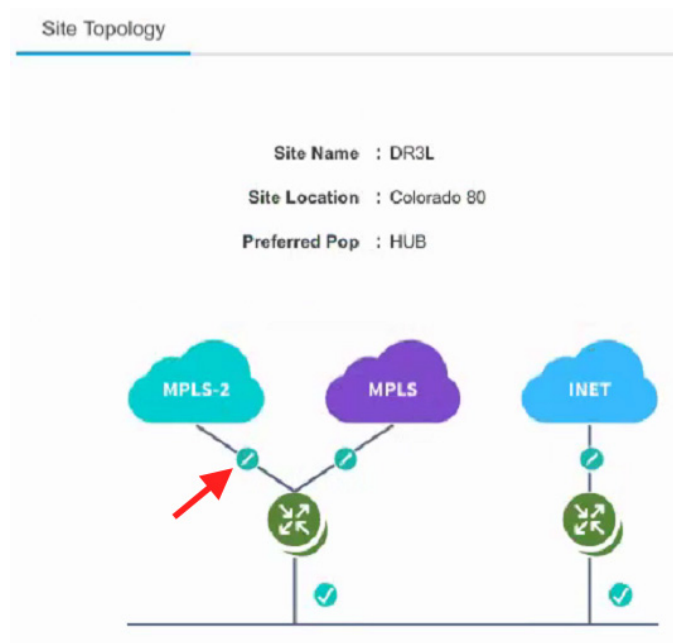 Site Topology
Site Name : DR3L
Site Location : Colorado 80
Preferred Pop : HUB
MPLS-2 MPLS INET